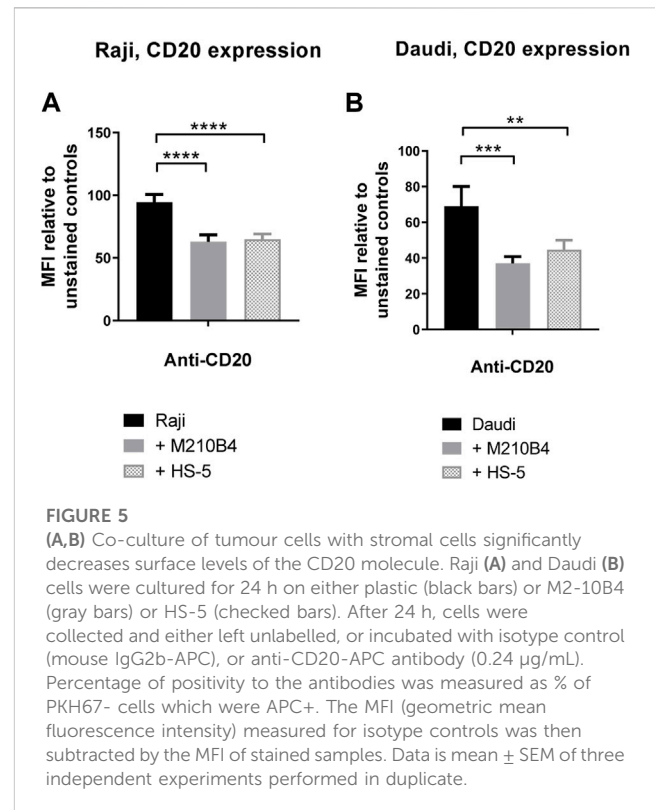 Raji, CD20 expression
Daudi, CD20 expression
A
B
****
****
**
***
MFI relative to
unstained controls
150
100
50
0
MFI relative to
unstained controls
100
80
60
40
20
0
Anti-CD20
Anti-CD20
Raji
+ M210B4
+ HS-5
Daudi
+ M210B4
+ HS-5
FIGURE 5
(A,B) Co-culture of tumour cells with stromal cells significantly
decreases surface levels of the CD20 molecule. Raji (A) and Daudi (B)
cells were cultured for 24 h on either plastic (black bars) or M2-10B4
(gray bars) or HS-5 (checked bars). After 24 h, cells were
collected and either left unlabelled, or incubated with isotype control
(mouse IgG2b-APC), or anti-CD20-APC antibody (0.24 µg/mL).
Percentage of positivity to the antibodies was measured as % of
PKH67- cells which were APC+. The MFI (geometric mean
fluorescence intensity) measured for isotype controls was then
subtracted by the MFI of stained samples. Data is mean ± SEM of three
independent experiments performed in duplicate.